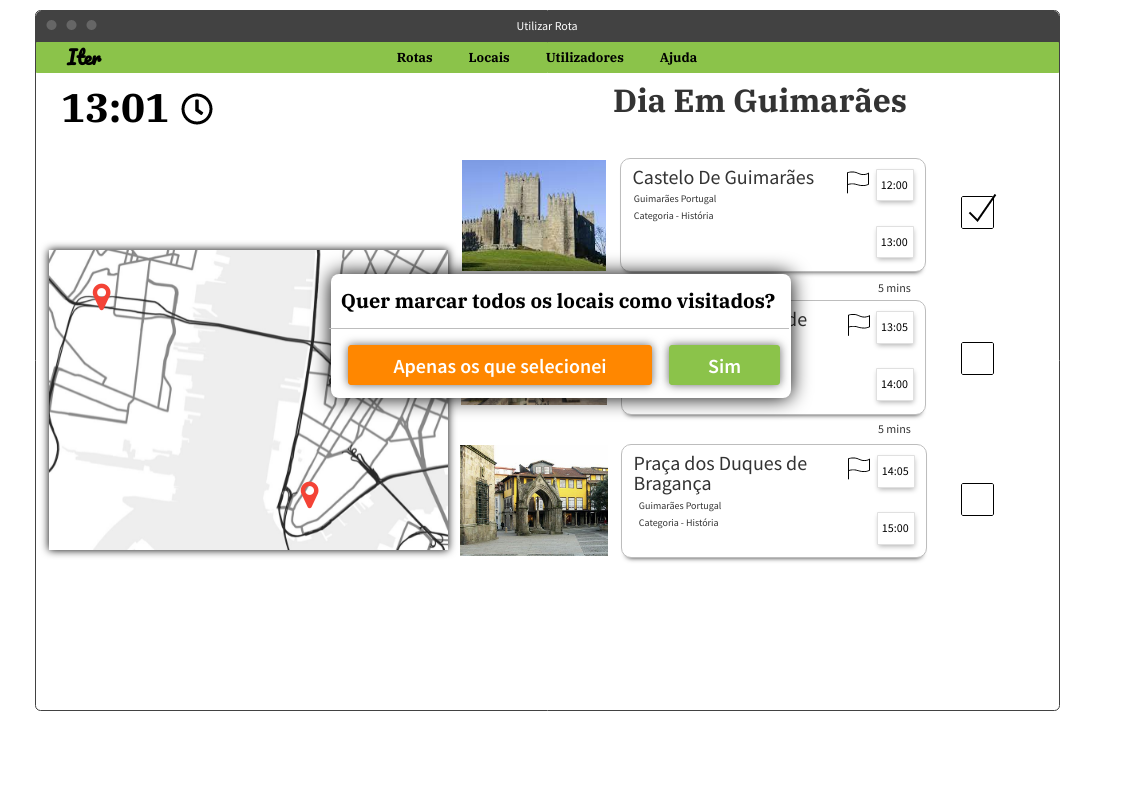 Utilizar Rota
Iter
Rotas
Locais
Utilizadores
Ajuda
13:01
Dia Em Guimarães
Castelo De Guimarães
Guimarães Portugal
Categoria - História
12:00
13:00
5 mins
Quer marcar todos os locais como visitados?
Apenas os que selecionei
Sim
de
13:05
14:00
5 mins
Praça dos Duques de
Bragança
Guimarães Portugal
Categoria - História
14:05
15:00